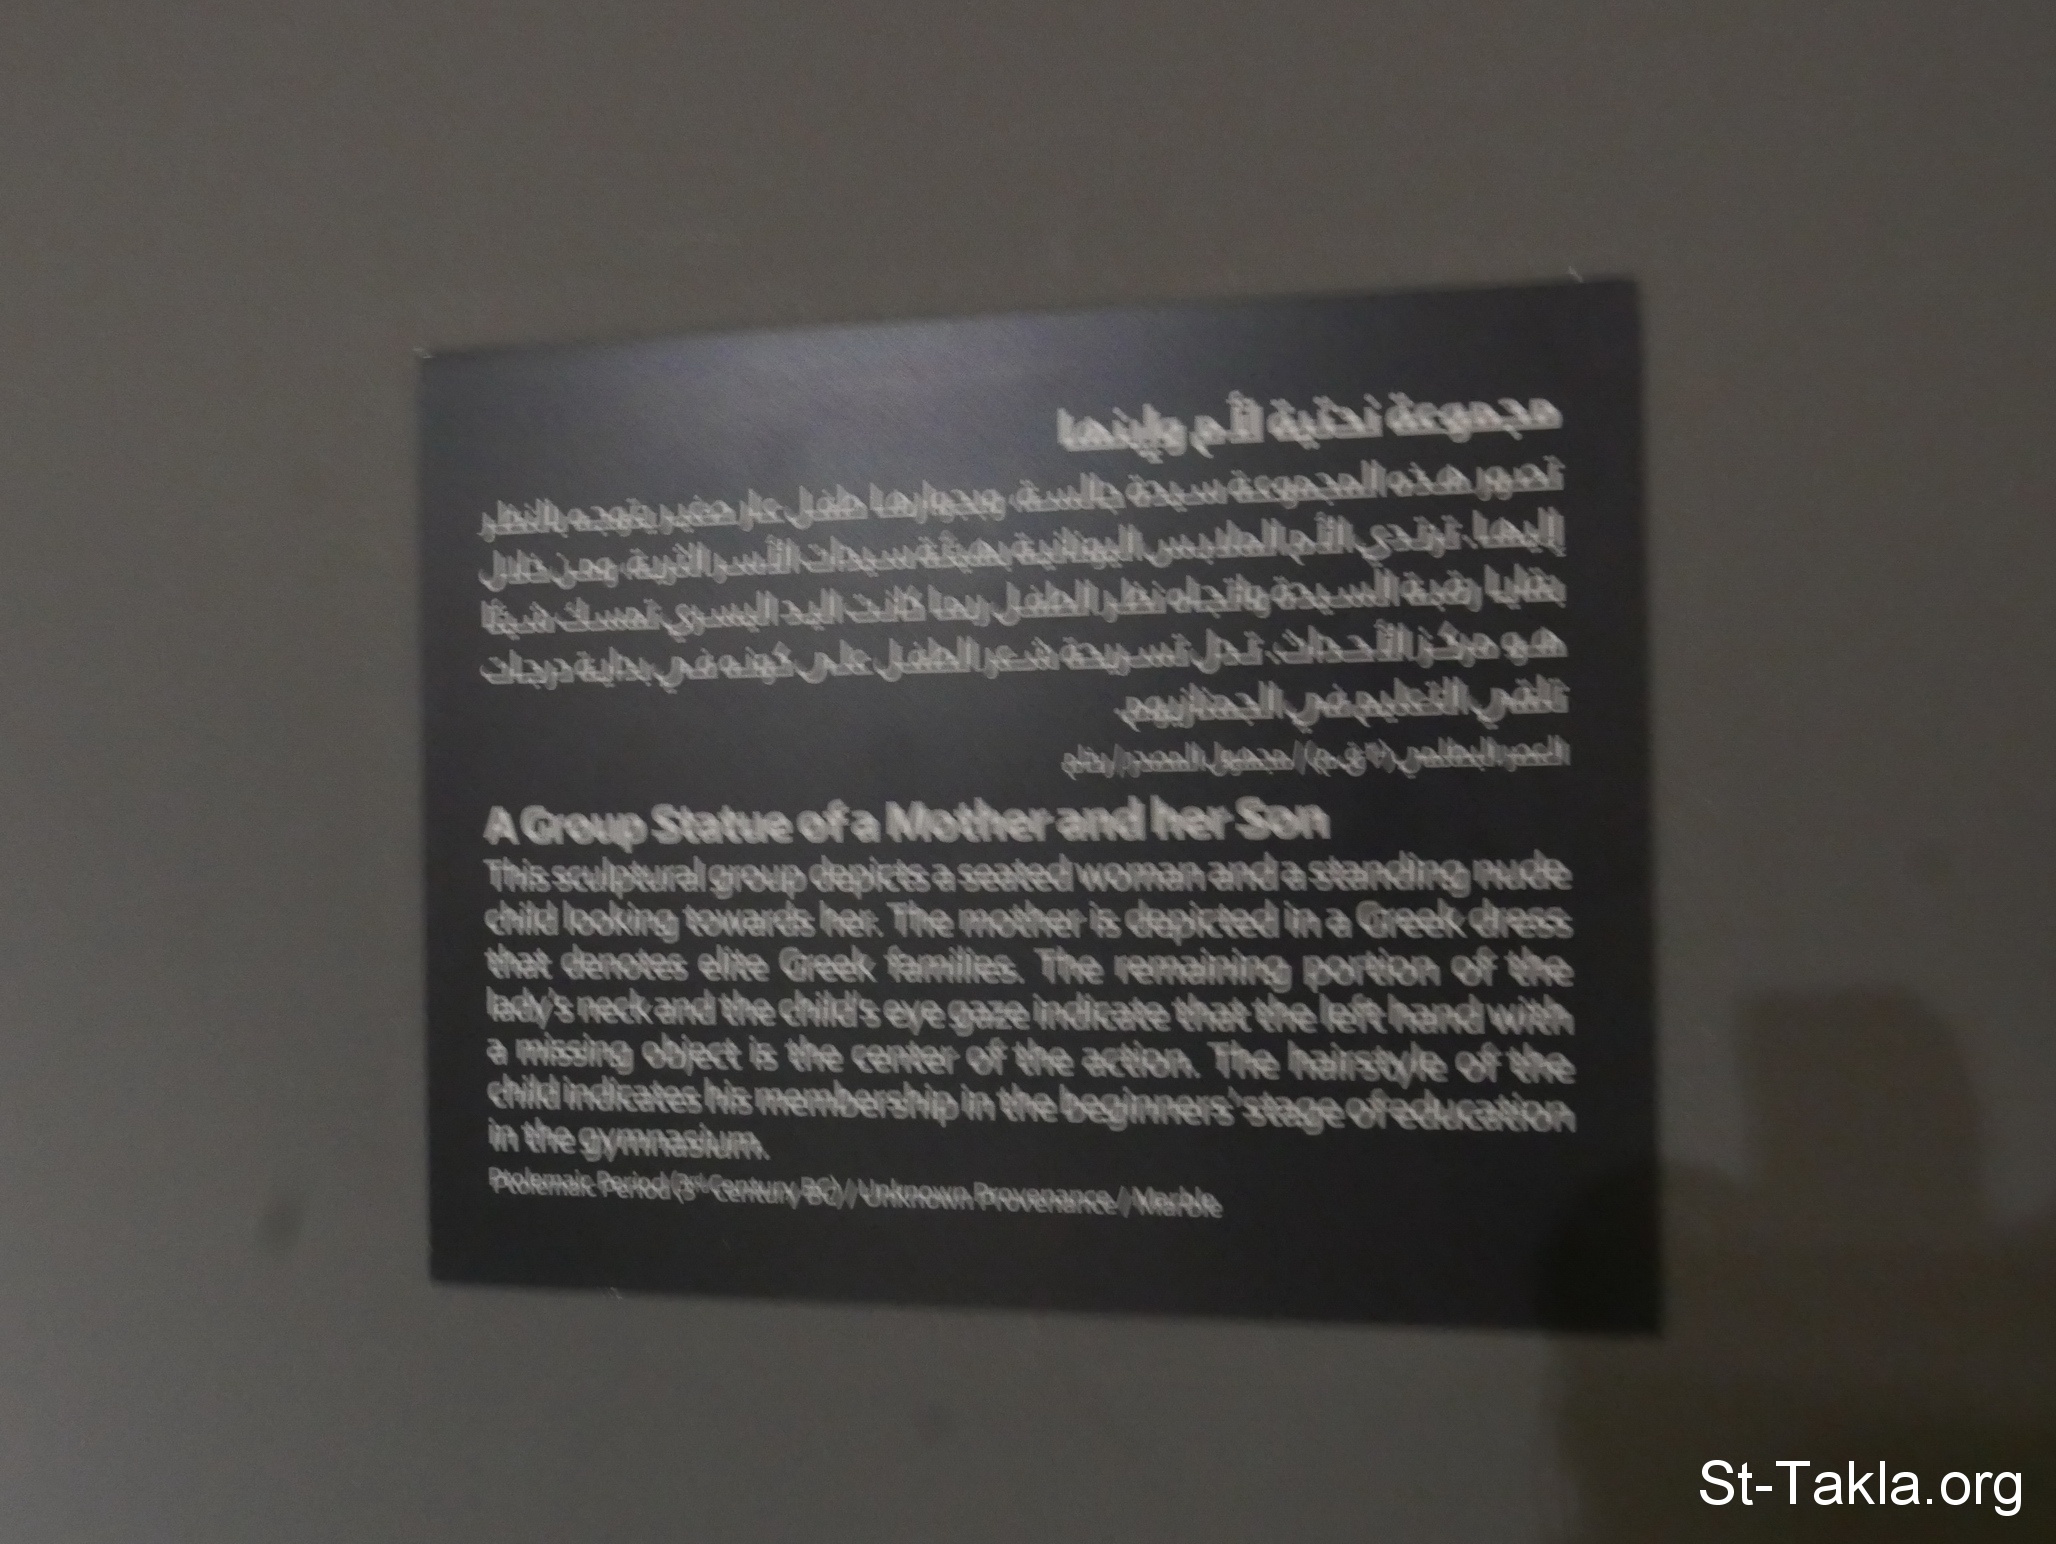 مجموعة نحتية لأم وابنها
تصور هذه المجموعة سيدة جالسة، وبجوارها طفل عار صغير يتوجه بالنظر
إليها. ترتدي الأم الملابس اليونانية بهيئة سيدات الأسر الثرية، ومن خلال
بقايا رقبة السيدة واتجاه نظر الطفل ربما كانت اليد اليسري تمسك شيئا
هو مركز الأحداث. تدل تسريحة شعر الطفل على كونه في بداية درجات
تلقي التعليم في الجمنازيوم.
العصر البطلمي (ق٣ ق.م) / مجهول المصدر / رخام
A Group Statue of a Mother and her Son
This sculptural group depicts a seated woman and a standing nude
child looking towards her. The mother is depicted in a Greek dress
that denotes elite Greek families. The remaining portion of the
lady's neck and the child's eye gaze indicate that the left hand with
a missing object is the center of the action. The hairstyle of the
child indicates his membership in the beginners' stage of education
in the gymnasium.
Ptolemaic Period (3rd Century BC) / Unknown Provenance / Marble
St-Takla.org